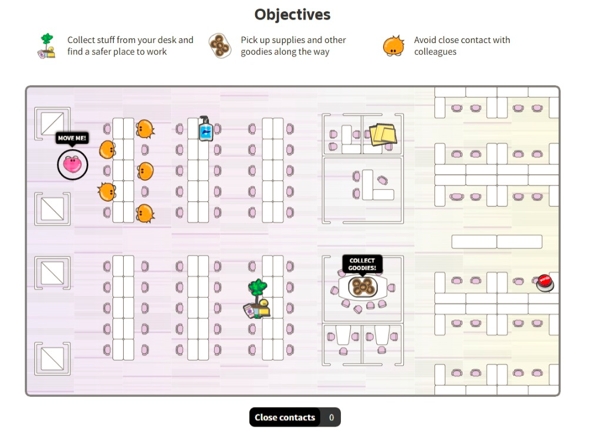 Objectives
Collect stuff from your desk and
find a safer place to work
Pick up supplies and other
goodies along the way
Avoid close contact with
colleagues
MOVE ME!
COLLECT
GOODIES!
Close contacts 0